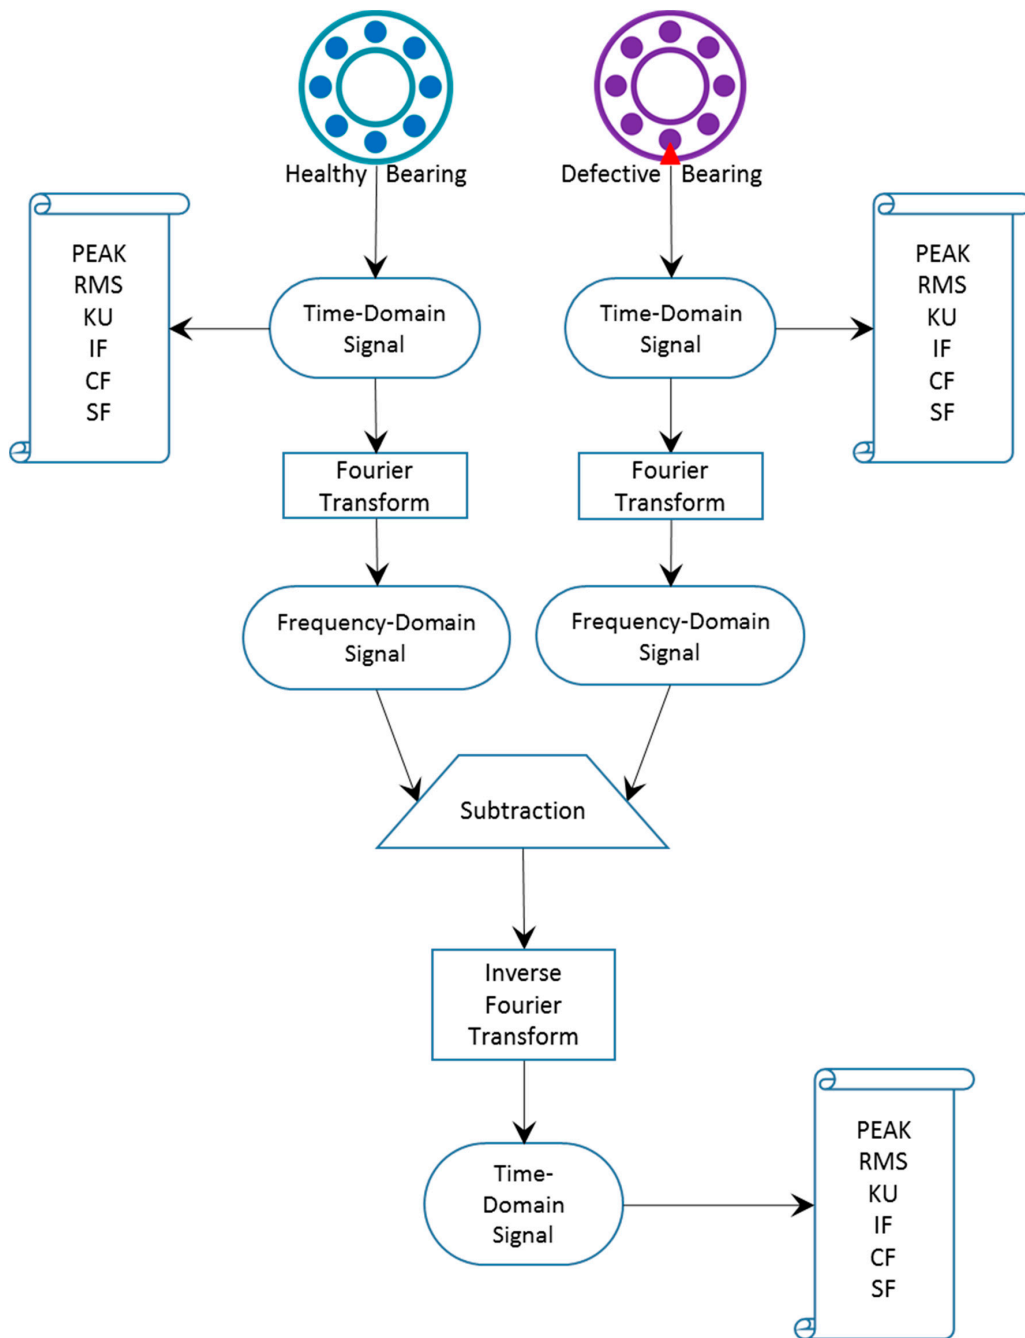 Healthy Bearing
Defective Bearing
PEAK
RMS
KU
IF
CF
SF
Time-Domain
Signal
Time-Domain
Signal
PEAK
RMS
KU
IF
CF
SF
Fourier
Transform
Fourier
Transform
Frequency-Domain
Signal
Frequency-Domain
Signal
Subtraction
Inverse
Fourier
Transform
Time-
Domain
Signal
PEAK
RMS
KU
IF
CF
SF